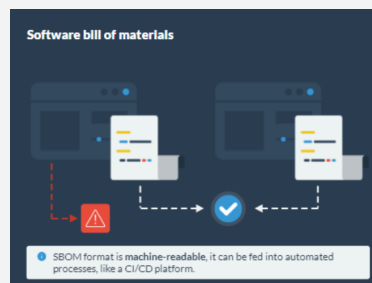 Software bill of materials
SBOM format is machine-readable, it can be fed into automated
processes, like a CI/CD platform.